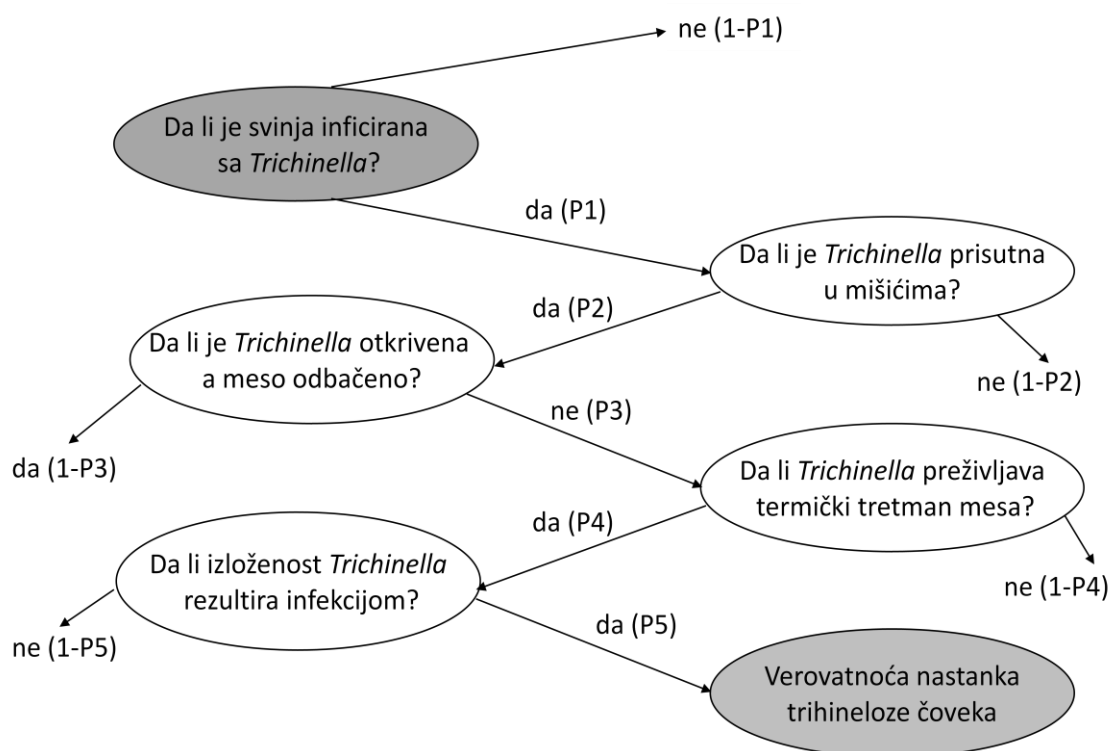 ne (1-P1)
Da li je svinja inficirana
sa Trichinella?
da (P1)
Da li je Trichinella prisutna
u mišićima?
da (P2)
ne (1-P2)
Da li je Trichinella otkrivena
a meso odbačeno?
ne (P3)
da (1-P3)
Da li Trichinella preživljava
termički tretman mesa?
da (P4)
ne (1-P4)
Da li izloženost Trichinella
rezultira infekcijom?
da (P5)
ne (1-P5)
Verovatnoća nastanka
trihineloze čoveka